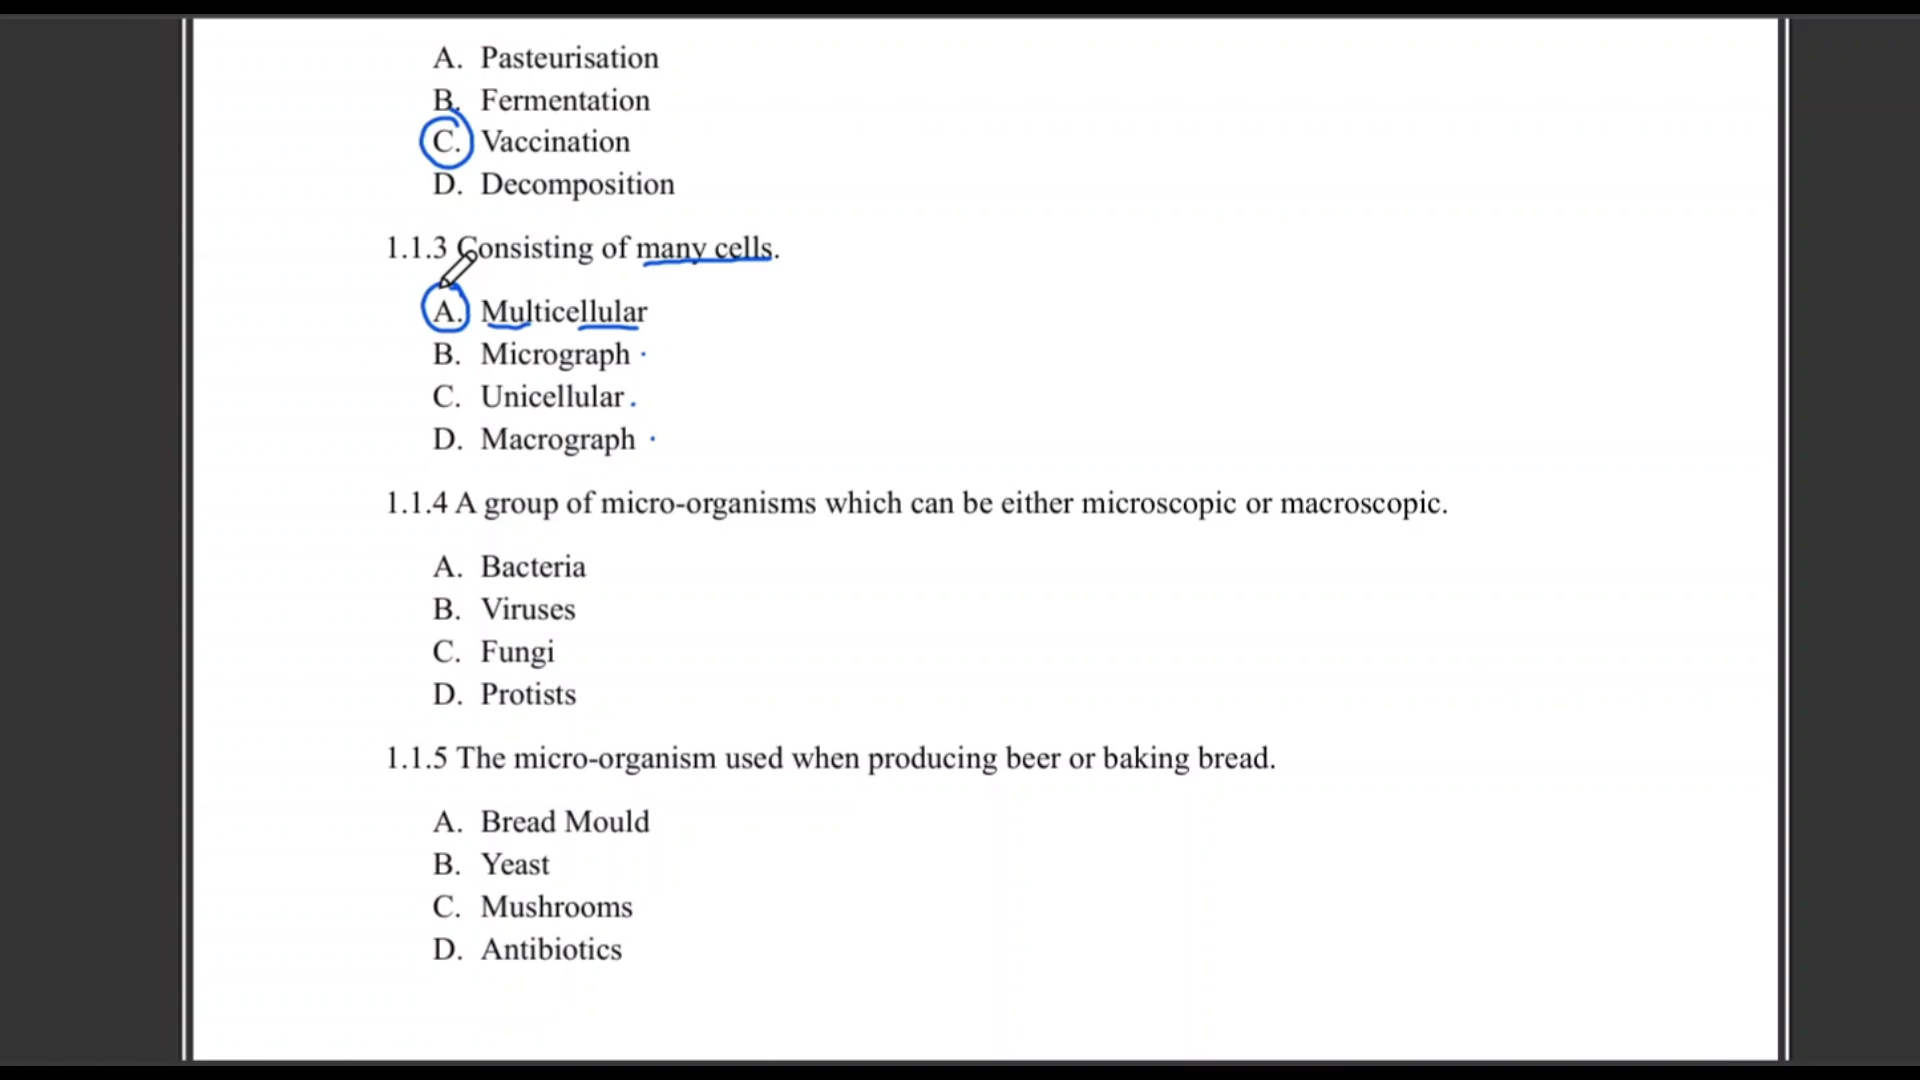 A. Pasteurisation
B. Fermentation
C. Vaccination
D. Decomposition
1.1.3 Consisting of many cells.
A. Multicellular
B. Micrograph
C. Unicellular
D. Macrograph
1.1.4 A group of micro-organisms which can be either microscopic or macroscopic.
A. Bacteria
B. Viruses
C. Fungi
D. Protists
1.1.5 The micro-organism used when producing beer or baking bread.
A. Bread Mould
B. Yeast
C. Mushrooms
D. Antibiotics